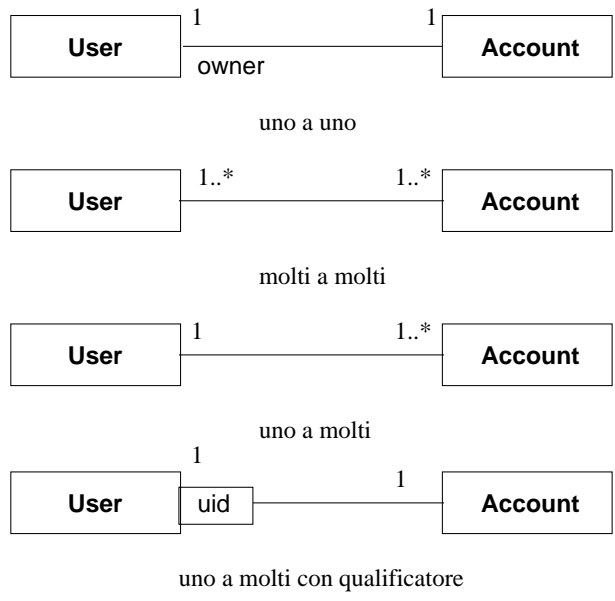 1 1
User Account
owner
uno a uno
1..* 1..*
User Account
molti a molti
1 1..*
User Account
uno a molti
1
1
User uid Account
uno a molti con qualificatore